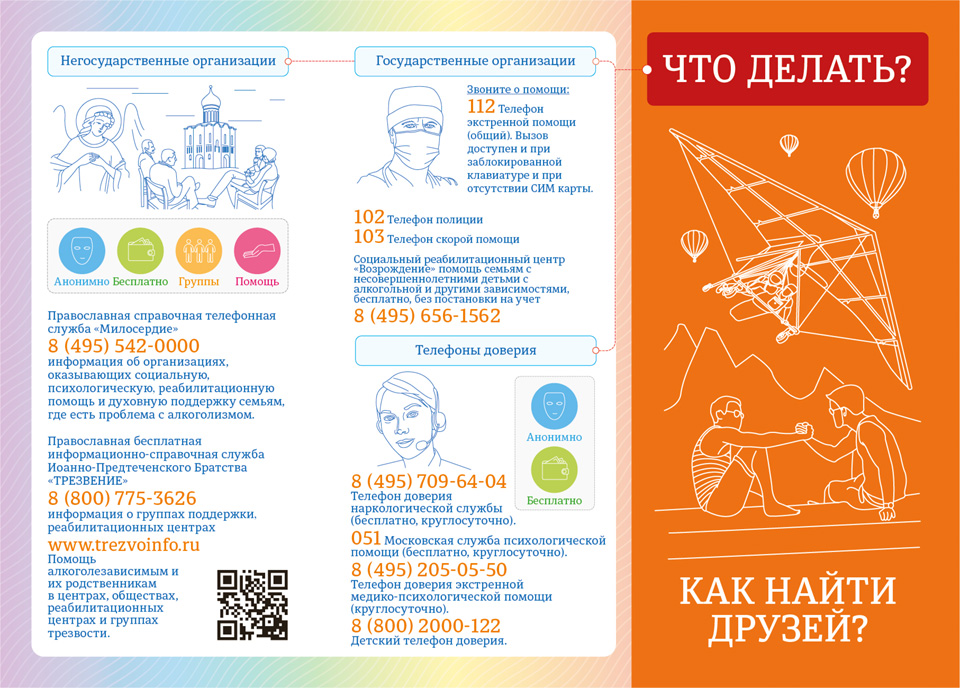 Негосударственные организации
Анонимно Бесплатно Группы Помощь
Православная справочная телефонная
служба «Милосердие»
8 (495) 542-0000
информация об организациях,
оказывающих социальную,
психологическую, реабилитационную
помощь и духовную поддержку семьям,
где есть проблема с алкоголизмом.
Православная бесплатная
информационно-справочная служба
Иоанно-Предтеченского Братства
«ТРЕЗВЕНИЕ»
8 (800) 775-3626
информация о группах поддержки,
реабилитационных центрах
www.trezvoinfo.ru
Помощь
алкоголезависимым и
их родственникам
в центрах, обществах,
реабилитационных
центрах и группах
трезвости.
Государственные организации
Звоните о помощи:
112 Телефон
экстренной помощи
(общий). Вызов
доступен и при
заблокированной
клавиатуре и при
отсутствии СИМ карты.
102 Телефон полиции
103 Телефон скорой помощи
Социальный реабилитационный центр
«Возрождение» помощь семьям с
несовершеннолетними детьми с
алкогольной и другими зависимостями,
бесплатно, без постановки на учет
8 (495) 656-1562
Телефоны доверия
Анонимно
Бесплатно
8 (495) 709-64-04
Телефон доверия
наркологической службы
(бесплатно, круглосуточно).
051 Московская служба психологической
помощи (бесплатно, круглосуточно).
8 (495) 205-05-50
Телефон доверия экстренной
медико-психологической помощи
(круглосуточно).
8 (800) 2000-122
Детский телефон доверия.
ЧТО ДЕЛАТЬ?
КАК НАЙТИ
ДРУЗЕЙ?